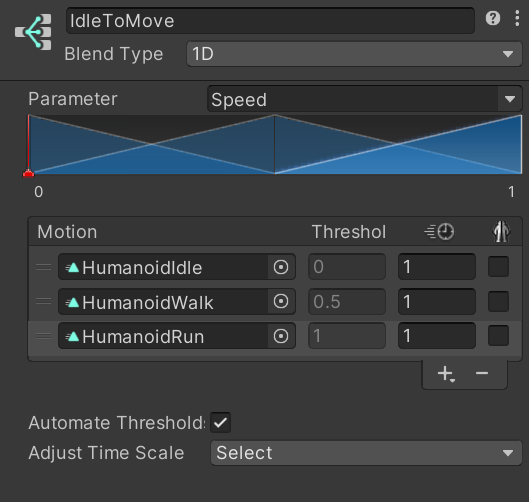 IdleToMove
Blend Type 1D
Parameter Speed
0 1
Motion Threshol
HumanoidIdle 0 1
HumanoidWalk 0.5 1
HumanoidRun 1 1
Automate Threshold:
Adjust Time Scale Select